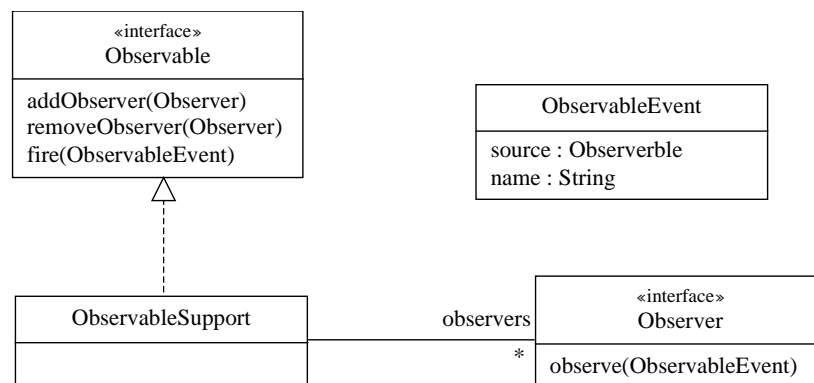 «interface»
Observable
addObserver(Observer)
removeObserver(Observer)
fire(ObservableEvent)
ObservableEvent
source : Observerble
name : String
ObservableSupport
observers
*
«interface»
Observer
observe(ObservableEvent)